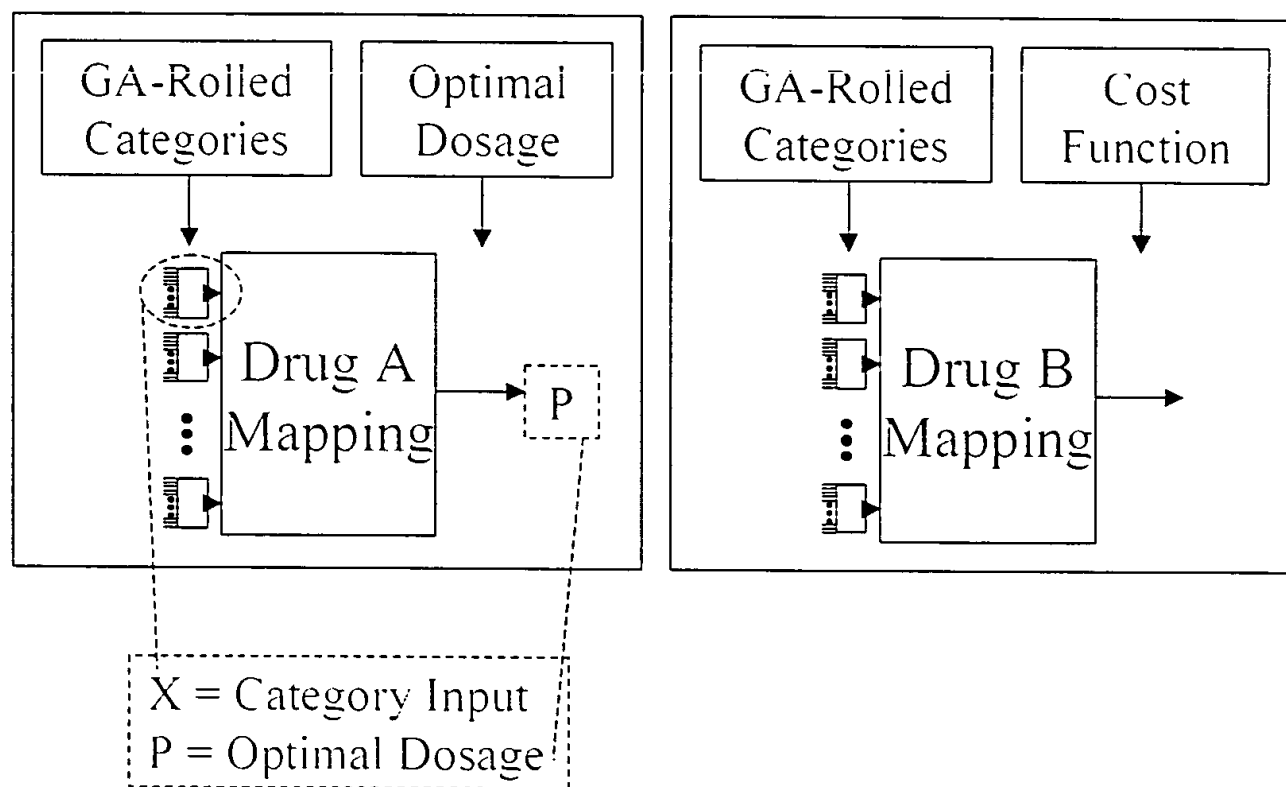 GA-Rolled
Categories
Optimal
Dosage
Drug A
Mapping
P
GA-Rolled
Categories
Cost
Function
Drug B
Mapping
X = Category Input
P = Optimal Dosage